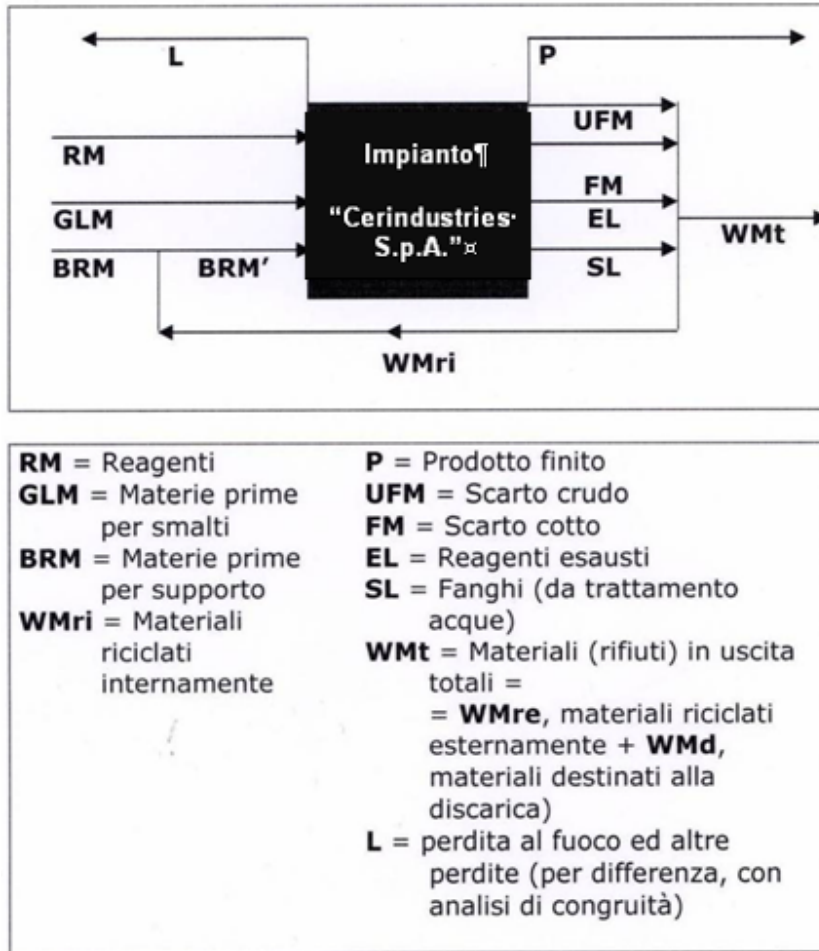 L
P
UFM
RM
Impianto¶
FM
GLM
"Cerindustries·
EL
WMt
S.p.A."¤
BRM
BRM'
SL
WMri
RM = Reagenti
GLM = Materie prime
per smalti
BRM = Materie prime
per supporto
WMri = Materiali
riciclati
internamente
P = Prodotto finito
UFM = Scarto crudo
FM = Scarto cotto
EL = Reagenti esausti
SL = Fanghi (da trattamento
acque)
WMt = Materiali (rifiuti) in uscita
totali =
= WMre, materiali riciclati
esternamente + WMd,
materiali destinati alla
discarica)
L = perdita al fuoco ed altre
perdite (per differenza, con
analisi di congruità)